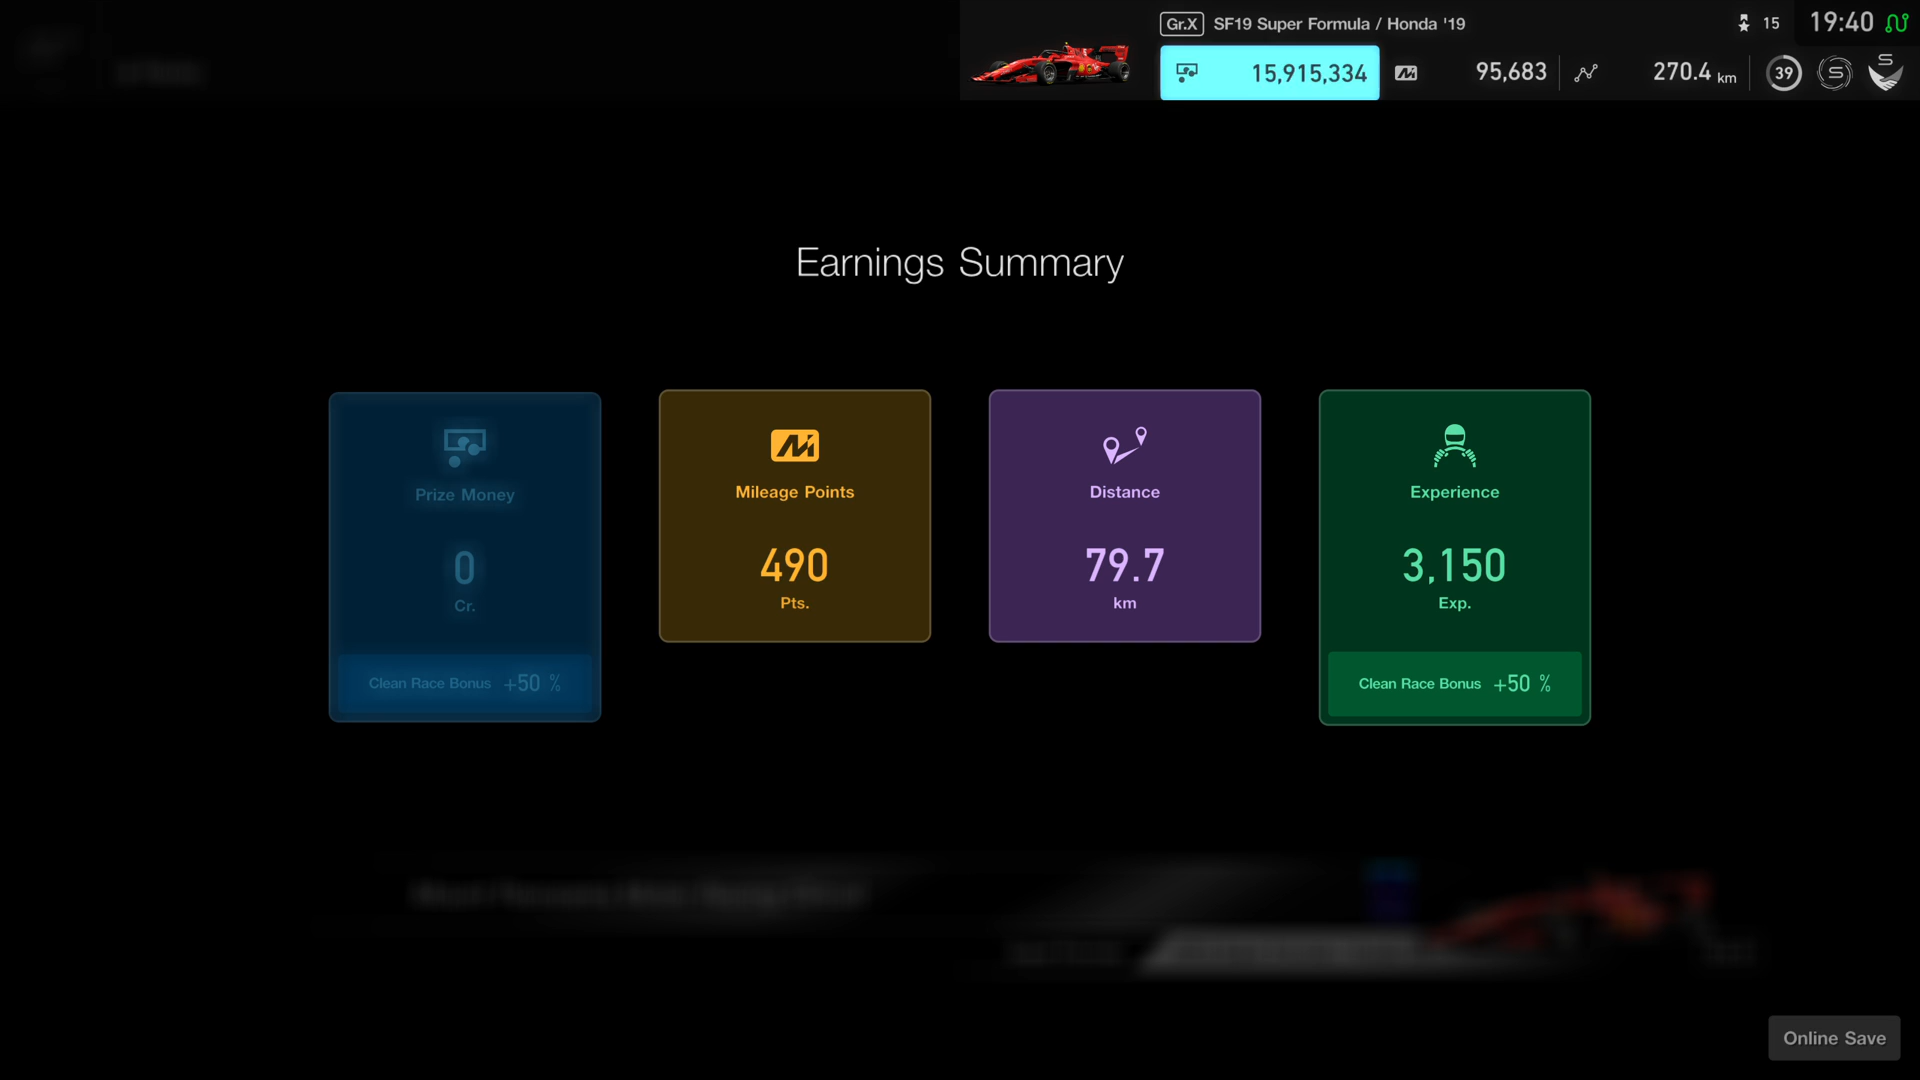 Gr.X SF19 Super Formula / Honda '19 15 19:40
15,915,334 95,683 270.4 km 39 S S
Earnings Summary
Prize Money
0
Cr.
Clean Race Bonus +50 %
Mileage Points
490
Pts.
Distance
79.7
km
Experience
3,150
Exp.
Clean Race Bonus +50 %
Online Save